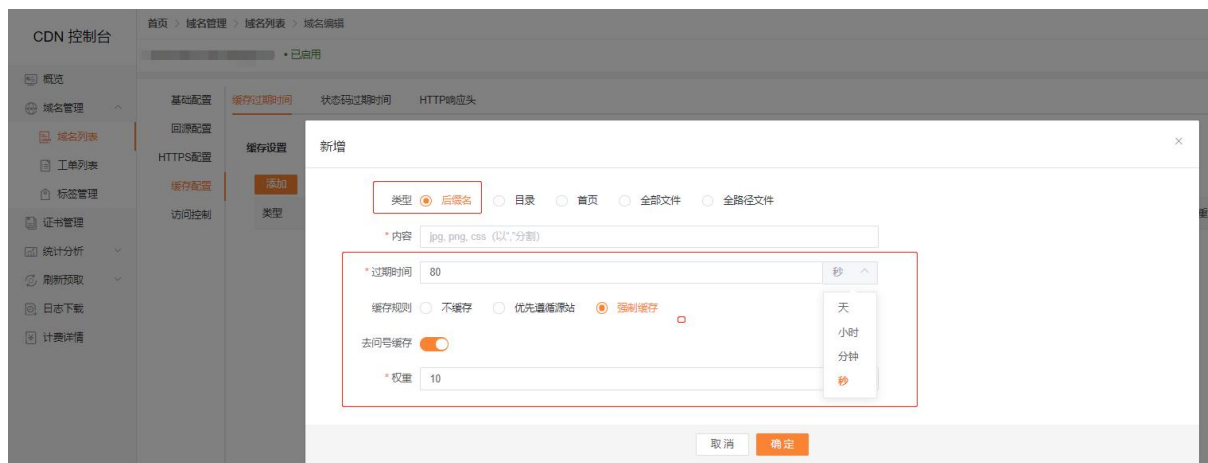 CDN 控制台
概览
域名管理
域名列表
工单列表
标签管理
证书管理
统计分析
刷新预取
日志下载
计费详情
首页 > 域名管理 > 域名列表 > 域名编辑
• 已启用
基础配置
回源配置
HTTPS配置
缓存配置
访问控制
缓存过期时间 状态码过期时间 HTTP响应头
缓存设置
添加
类型
新增 ×
类型 后缀名 目录 首页 全部文件 全路径文件
* 内容 jpg, png, css (以","分割)
* 过期时间 80 秒
天
小时
分钟
秒
缓存规则 不缓存 优先遵循源站 强制缓存
去问号缓存
* 权重 10
取消 确定